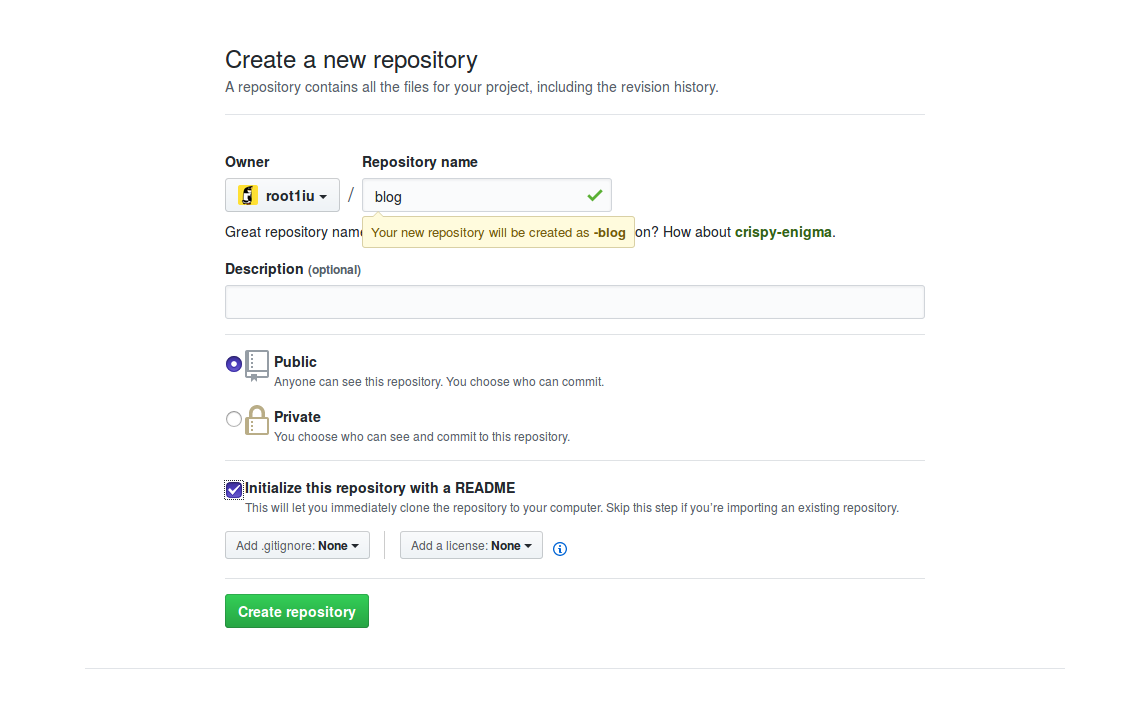 Create a new repository
A repository contains all the files for your project, including the revision history.
Owner Repository name
root1iu / blog
Great repository nam
Your new repository will be created as -blog
on? How about crispy-enigma.
Description (optional)
Public
Anyone can see this repository. You choose who can commit.
Private
You choose who can see and commit to this repository.
Initialize this repository with a README
This will let you immediately clone the repository to your computer. Skip this step if you're importing an existing repository.
Add .gitignore: None Add a license: None
Create repository